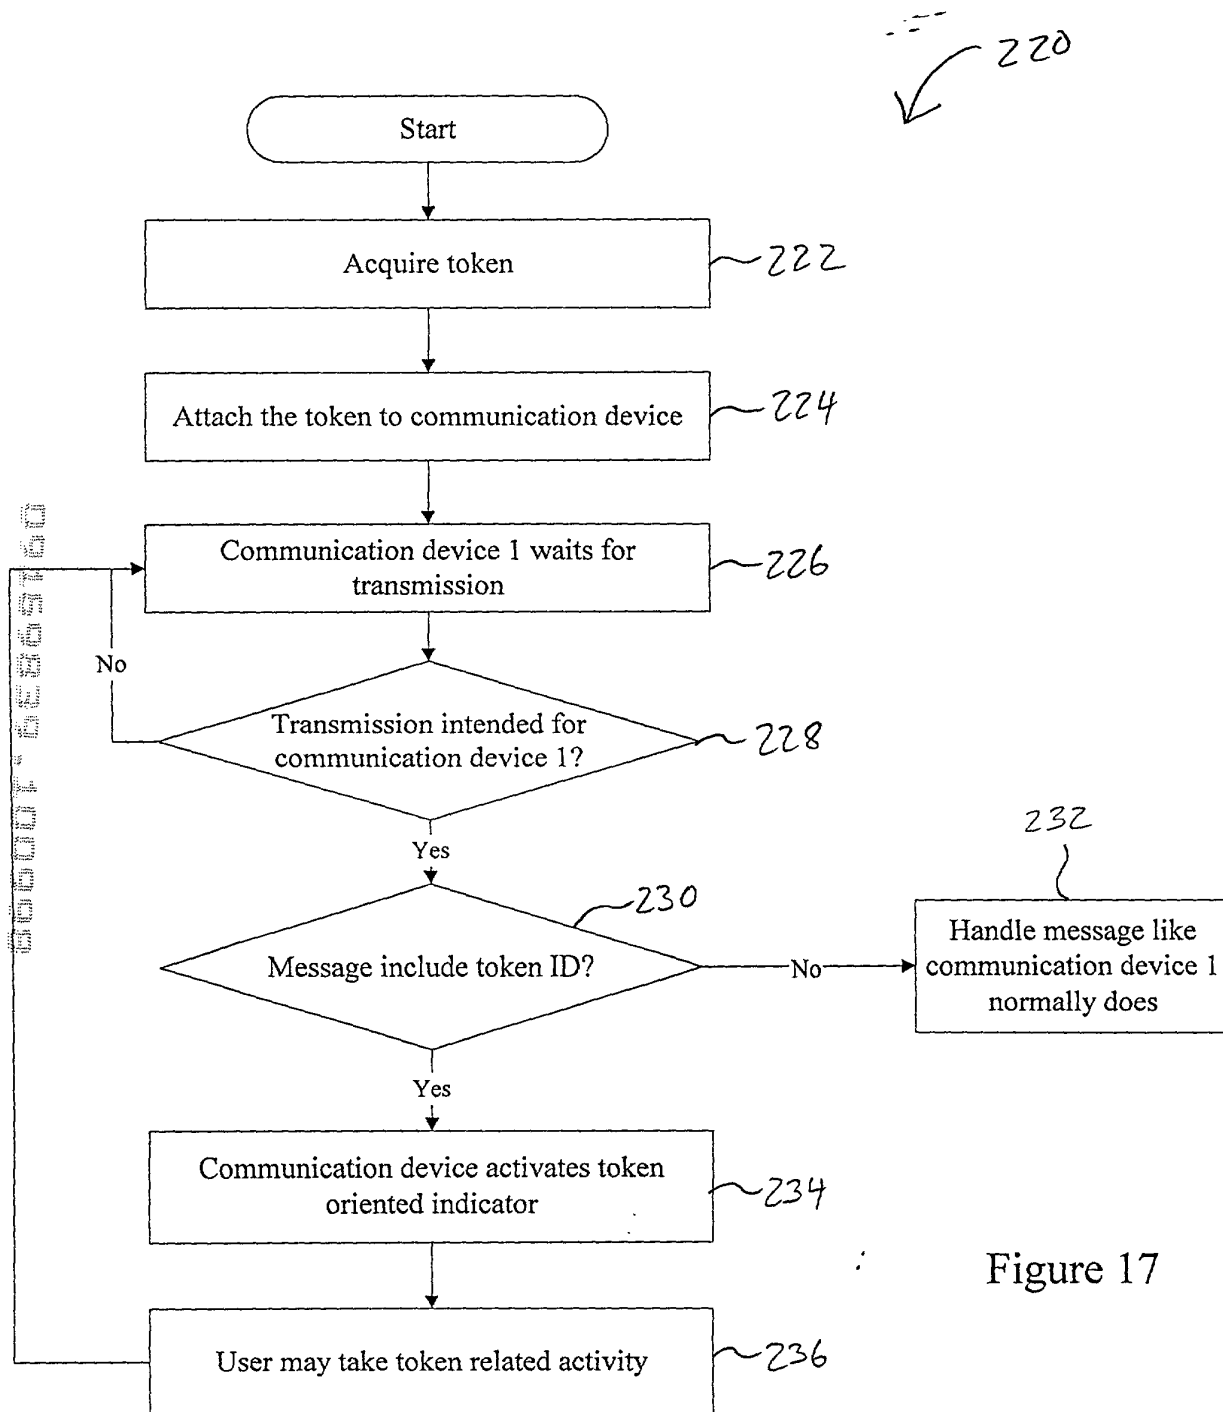 220
Start
Acquire token
222
Attach the token to communication device
224
Communication device 1 waits for
transmission
226
No
Transmission intended for
communication device 1?
228
Yes
232
230
Message include token ID?
No
Handle message like
communication device 1
normally does
Yes
Communication device activates token
oriented indicator
234
Figure 17
User may take token related activity
236